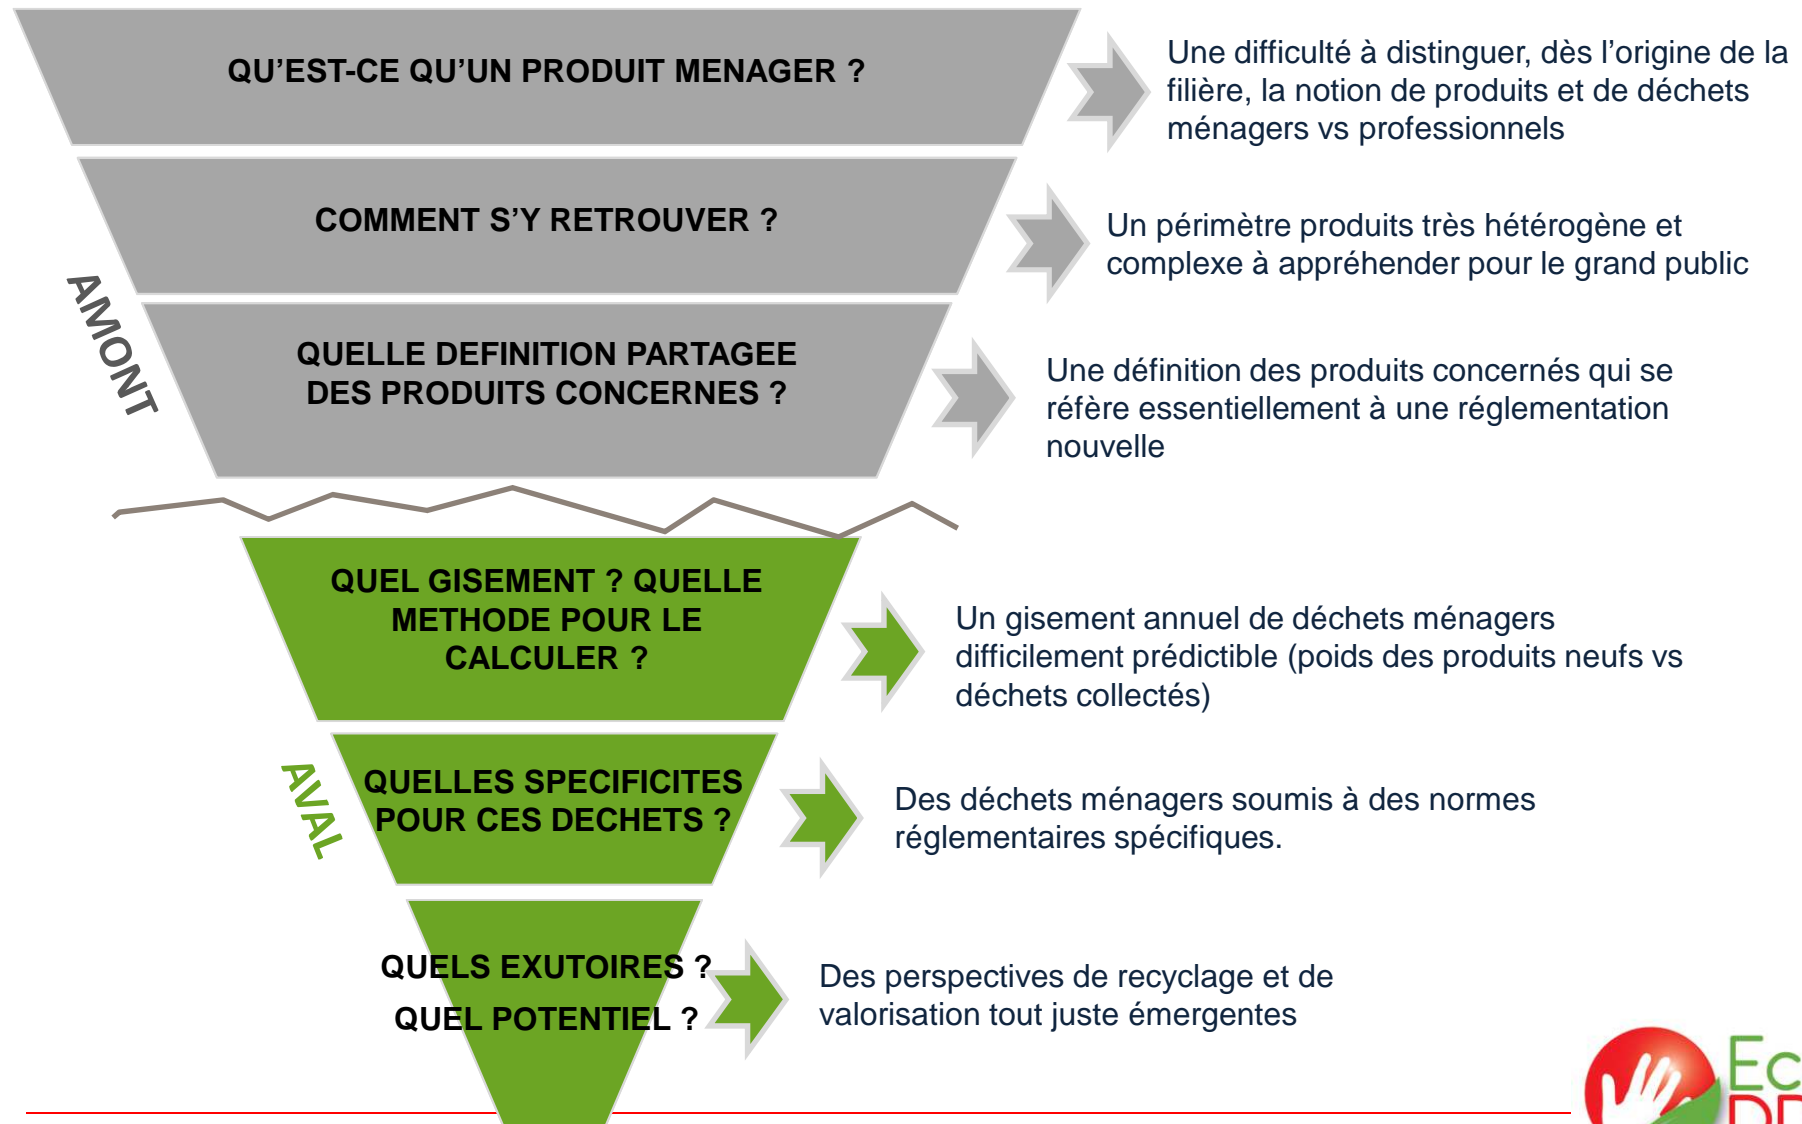 QU’EST-CE QU’UN PRODUIT MENAGER ?
Une difficulté à distinguer, dès l’origine de la
filière, la notion de produits et de déchets
ménagers vs professionnels
COMMENT S’Y RETROUVER ?
Un périmètre produits très hétérogène et
complexe à appréhender pour le grand public
AMONT
QUELLE DEFINITION PARTAGEE
DES PRODUITS CONCERNES ?
Une définition des produits concernés qui se
réfère essentiellement à une réglementation
nouvelle
QUEL GISEMENT ? QUELLE
METHODE POUR LE
CALCULER ?
Un gisement annuel de déchets ménagers
difficilement prédictible (poids des produits neufs vs
déchets collectés)
AVAL
QUELLES SPECIFICITES
POUR CES DECHETS ?
Des déchets ménagers soumis à des normes
réglementaires spécifiques.
QUELS EXUTOIRES ?
QUEL POTENTIEL ?
Des perspectives de recyclage et de
valorisation tout juste émergentes
Ec